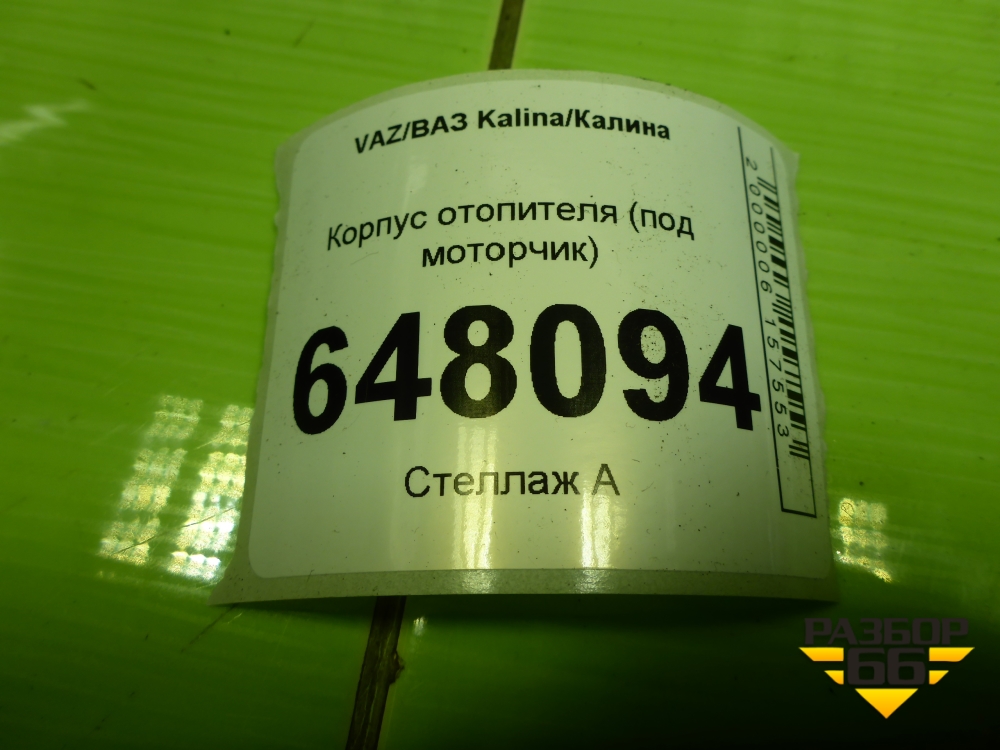 VAZ/ВАЗ Kalina/Калина
Корпус отопителя (под
моторчик)
648094
Стеллаж А
2000006157553
РАЗБОР
66